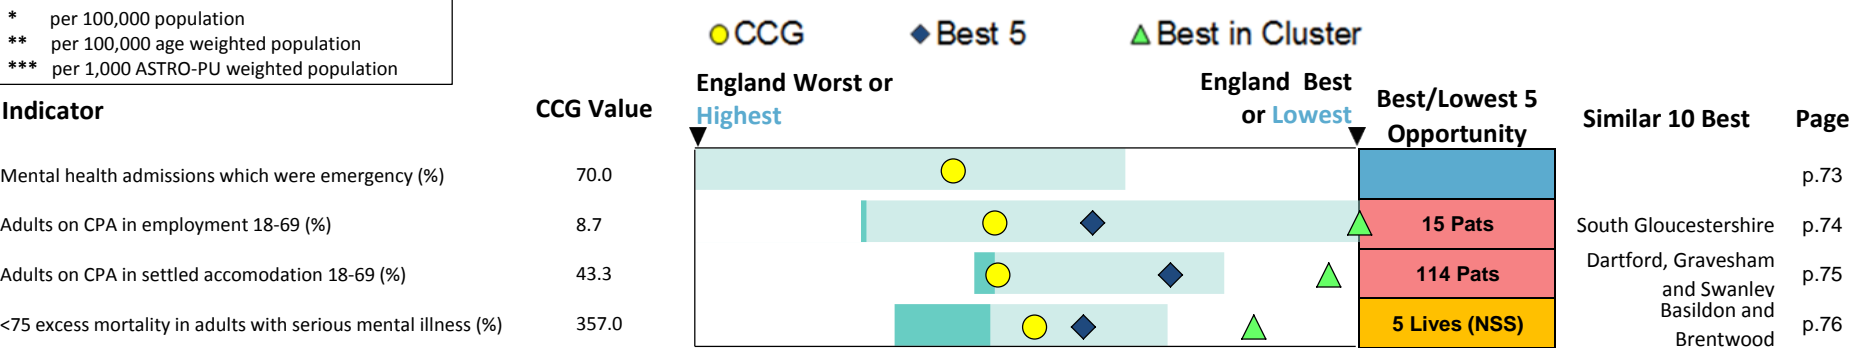 * per 100,000 population
** per 100,000 age weighted population
*** per 1,000 ASTRO-PU weighted population
CCG Best 5 Best in Cluster
Indicator
CCG Value
England Worst or
Highest
England Best
or Lowest
Best/Lowest 5
Opportunity
Similar 10 Best
Page
Mental health admissions which were emergency (%) 70.0 p.73
Adults on CPA in employment 18-69 (%) 8.7 15 Pats South Gloucestershire p.74
Adults on CPA in settled accomodation 18-69 (%) 43.3 114 Pats Dartford, Gravesham p.75
and Swanley
<75 excess mortality in adults with serious mental illness (%) 357.0 5 Lives (NSS) Basildon and p.76
Brentwood